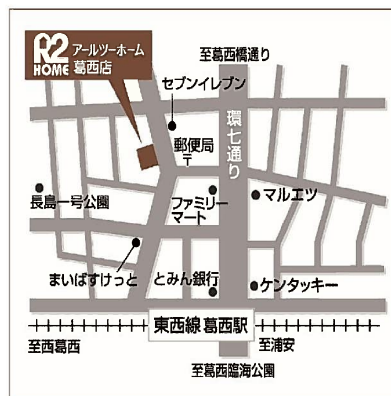 R2
HOME
アールツーホーム
葛西店
至葛西橋通り
セブンイレブン
環七通り
郵便局
〒
長島一号公園
ファミリー
マート
マルエツ
まいばすけっと
とみん銀行
ケンタッキー
東西線 葛西駅
至西葛西
至浦安
至葛西臨海公園